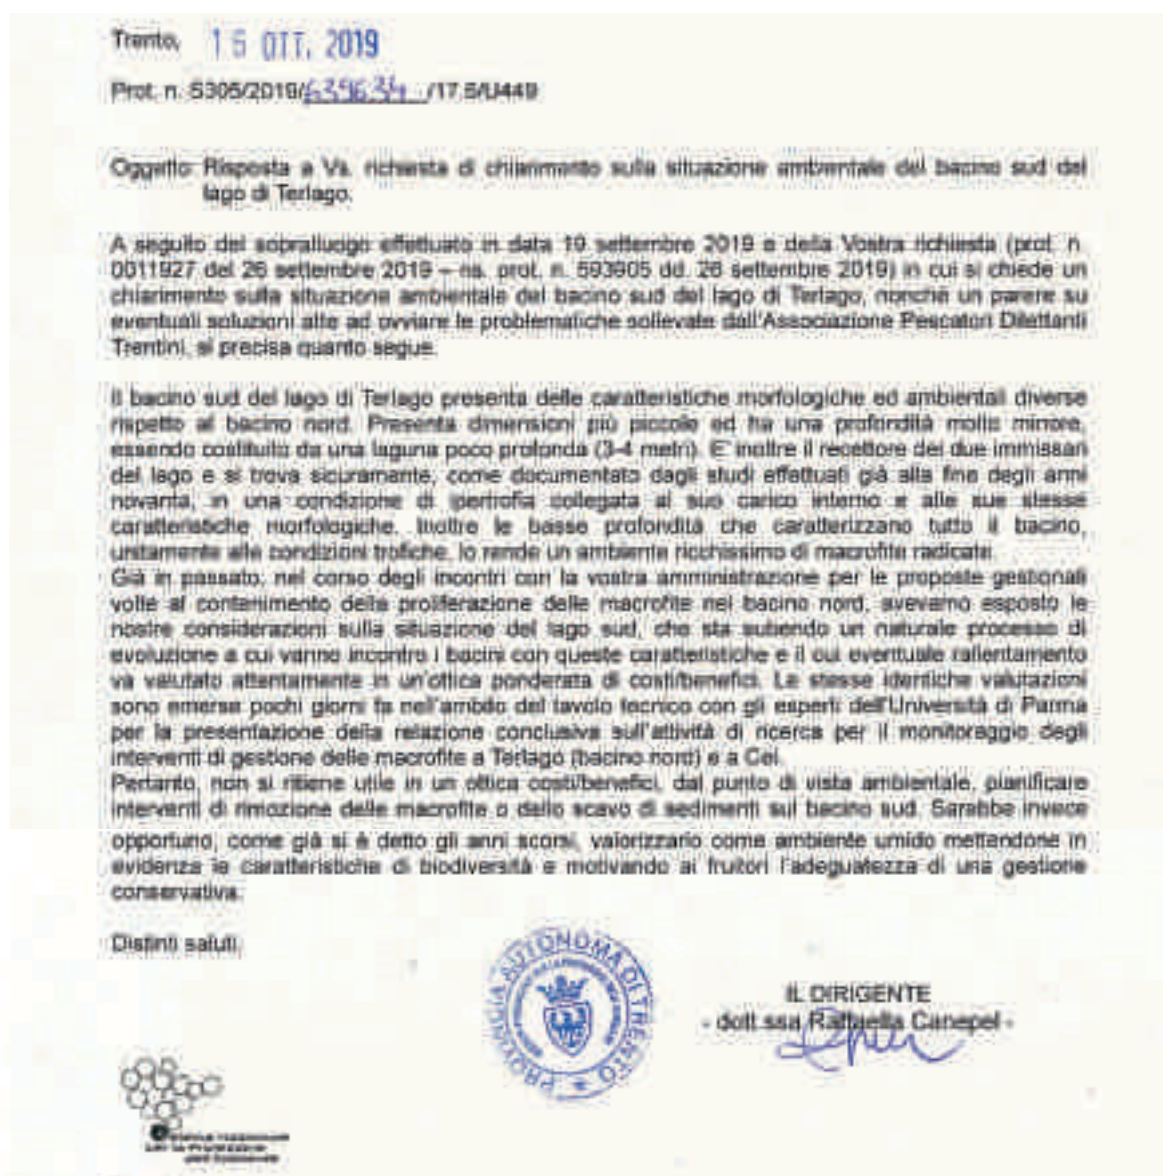 Trento, 15 OTT. 2019
Prot. n. 5305/2019/639634 /17.5/U449
Oggetto: Risposta a Vs. richiesta di chiarimento sulla situazione ambientale del bacino sud del
lago di Terlago.
A seguito del sopralluogo effettuato in data 19 settembre 2019 e della Vostra richiesta (prot. n.
0011927 del 26 settembre 2019 – ns. prot. n. 593905 dd. 26 settembre 2019) in cui si chiede un
chiarimento sulla situazione ambientale del bacino sud del lago di Terlago, nonché un parere su
eventuali soluzioni atte ad ovviare le problematiche sollevate dall'Associazione Pescatori Dilettanti
Trentini, si precisa quanto segue.
Il bacino sud del lago di Terlago presenta delle caratteristiche morfologiche ed ambientali diverse
rispetto al bacino nord. Presenta dimensioni più piccole ed ha una profondità molto minore,
essendo costituito da una laguna poco profonda (3-4 metri). E' inoltre il recettore dei due immissari
del lago e si trova sicuramente, come documentato dagli studi effettuati già alla fine degli anni
novanta, in una condizione di ipertrofia collegata al suo carico interno e alle sue stesse
caratteristiche morfologiche. Inoltre le basse profondità che caratterizzano tutto il bacino,
unitamente alle condizioni trofiche, lo rende un ambiente ricchissimo di macrofite radicate.
Già in passato, nel corso degli incontri con la vostra amministrazione per le proposte gestionali
volte al contenimento della proliferazione delle macrofite nel bacino nord, avevamo esposto le
nostre considerazioni sulla situazione del lago sud, che sta subendo un naturale processo di
evoluzione a cui vanno incontro i bacini con queste caratteristiche e il cui eventuale rallentamento
va valutato attentamente in un'ottica ponderata di costi/benefici. Le stesse identiche valutazioni
sono emerse pochi giorni fa nell'ambito del tavolo tecnico con gli esperti dell'Università di Parma
per la presentazione della relazione conclusiva sull'attività di ricerca per il monitoraggio degli
interventi di gestione delle macrofite a Terlago (bacino nord) e a Cei.
Pertanto, non si ritiene utile in un ottica costi/benefici, dal punto di vista ambientale, pianificare
interventi di rimozione delle macrofite o dello scavo di sedimenti sul bacino sud. Sarebbe invece
opportuno, come già si è detto gli anni scorsi, valorizzarlo come ambiente umido mettendone in
evidenza le caratteristiche di biodiversità e motivando ai fruitori l'adeguatezza di una gestione
conservativa.
Distinti saluti.
PROVINCIA AUTONOMA DI TRENTO
IL DIRIGENTE
- dott.ssa Raffaella Canepel -